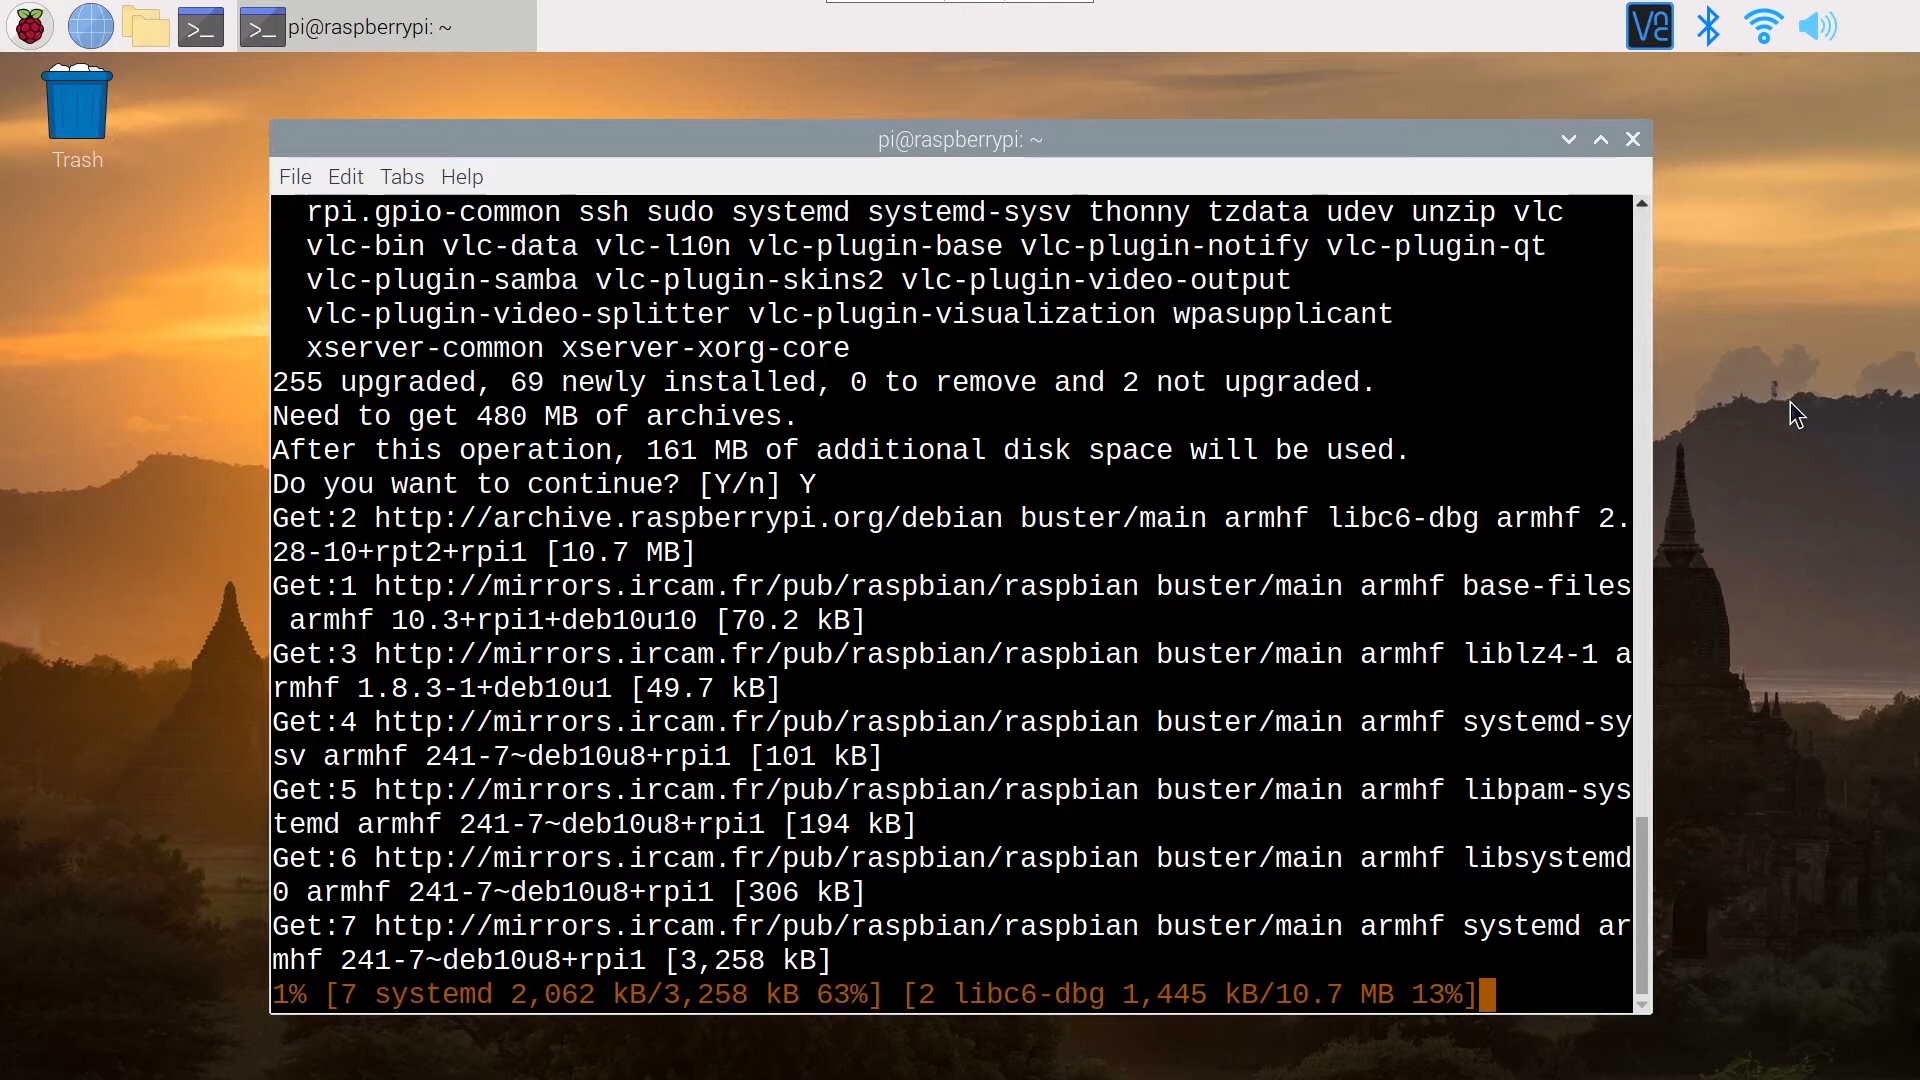 pi@raspberrypi: ~
Trash
pi@raspberrypi: ~
File Edit Tabs Help
rpi.gpio-common ssh sudo systemd systemd-sysv thonny tzdata udev unzip vlc
vlc-bin vlc-data vlc-l10n vlc-plugin-base vlc-plugin-notify vlc-plugin-qt
vlc-plugin-samba vlc-plugin-skins2 vlc-plugin-video-output
vlc-plugin-video-splitter vlc-plugin-visualization wpasupplicant
xserver-common xserver-xorg-core
255 upgraded, 69 newly installed, 0 to remove and 2 not upgraded.
Need to get 480 MB of archives.
After this operation, 161 MB of additional disk space will be used.
Do you want to continue? [Y/n] Y
Get:2 http://archive.raspberrypi.org/debian buster/main armhf libc6-dbg armhf 2.
28-10+rpt2+rpi1 [10.7 MB]
Get:1 http://mirrors.ircam.fr/pub/raspbian/raspbian buster/main armhf base-files
armhf 10.3+rpi1+deb10u10 [70.2 kB]
Get:3 http://mirrors.ircam.fr/pub/raspbian/raspbian buster/main armhf liblz4-1 a
rmhf 1.8.3-1+deb10u1 [49.7 kB]
Get:4 http://mirrors.ircam.fr/pub/raspbian/raspbian buster/main armhf systemd-sy
sv armhf 241-7~deb10u8+rpi1 [101 kB]
Get:5 http://mirrors.ircam.fr/pub/raspbian/raspbian buster/main armhf libpam-sys
temd armhf 241-7~deb10u8+rpi1 [194 kB]
Get:6 http://mirrors.ircam.fr/pub/raspbian/raspbian buster/main armhf libsystemd
0 armhf 241-7~deb10u8+rpi1 [306 kB]
Get:7 http://mirrors.ircam.fr/pub/raspbian/raspbian buster/main armhf systemd ar
mhf 241-7~deb10u8+rpi1 [3,258 kB]
1% [7 systemd 2,062 kB/3,258 kB 63%] [2 libc6-dbg 1,445 kB/10.7 MB 13%]